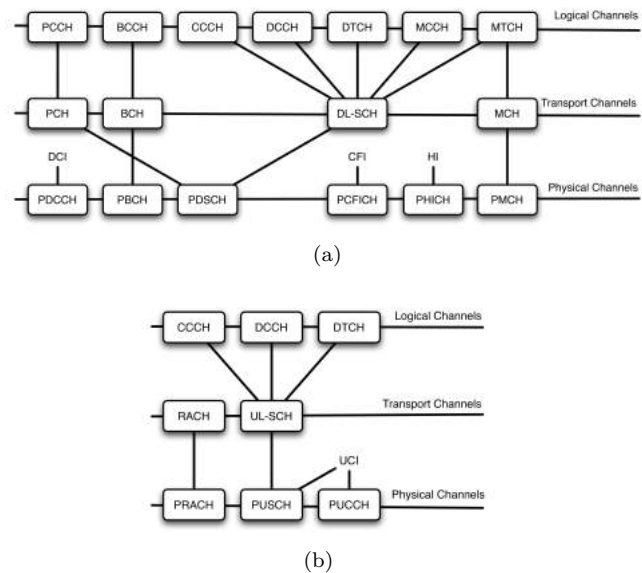 PCCH BCCH CCCH DCCH DTCH MCCH MTCH Logical Channels
PCH BCH DL-SCH MCH Transport Channels
DCI CFI HI
PDCCH PBCH PDSCH PCFICH PHICH PMCH Physical Channels
(a)
CCCH DCCH DTCH Logical Channels
RACH UL-SCH Transport Channels
UCI
PRACH PUSCH PUCCH Physical Channels
(b)